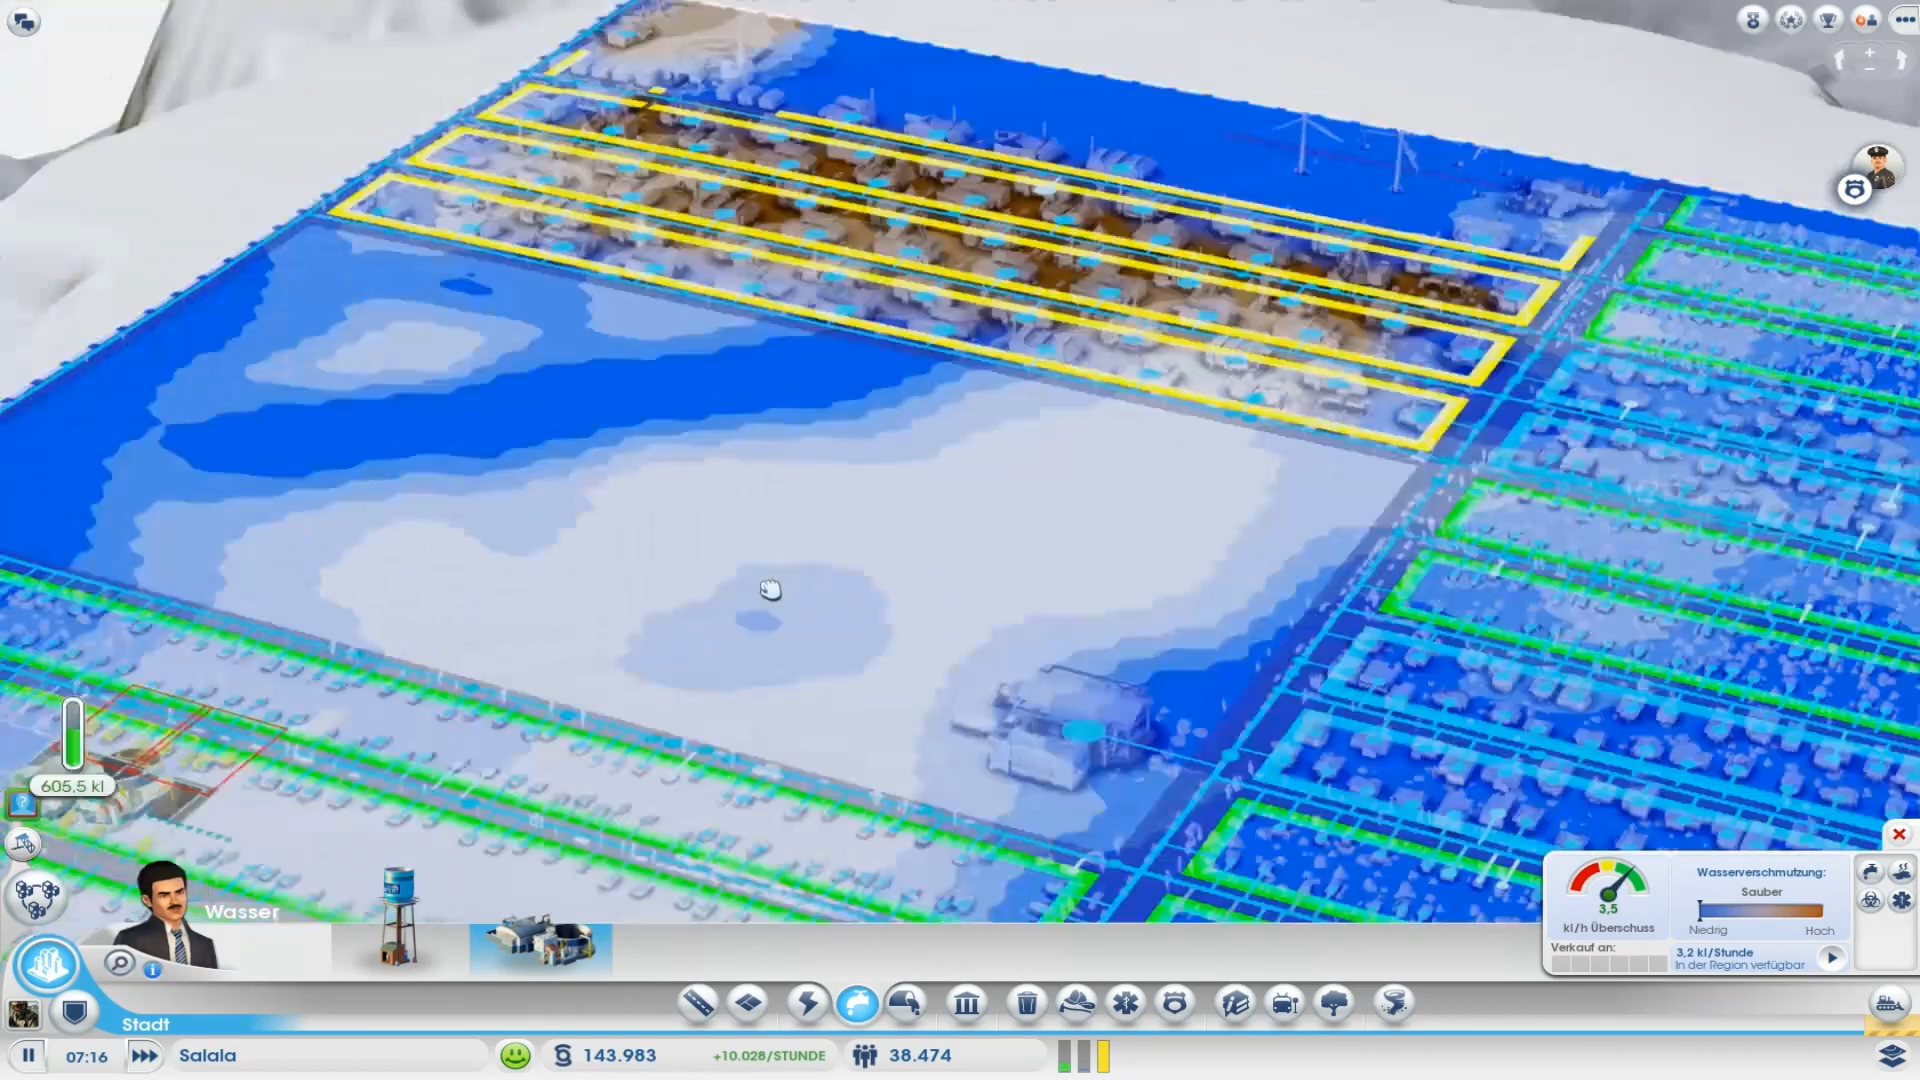 605,5 kl
Wasser
3,5
kl/h Überschuss
Verkauf an:
Wasserverschmutzung:
Sauber
Niedrig
Hoch
3,2 kl/Stunde
In der Region verfügbar
Stadt
07:16
Salala
143.983
+10.028/STUNDE
38.474